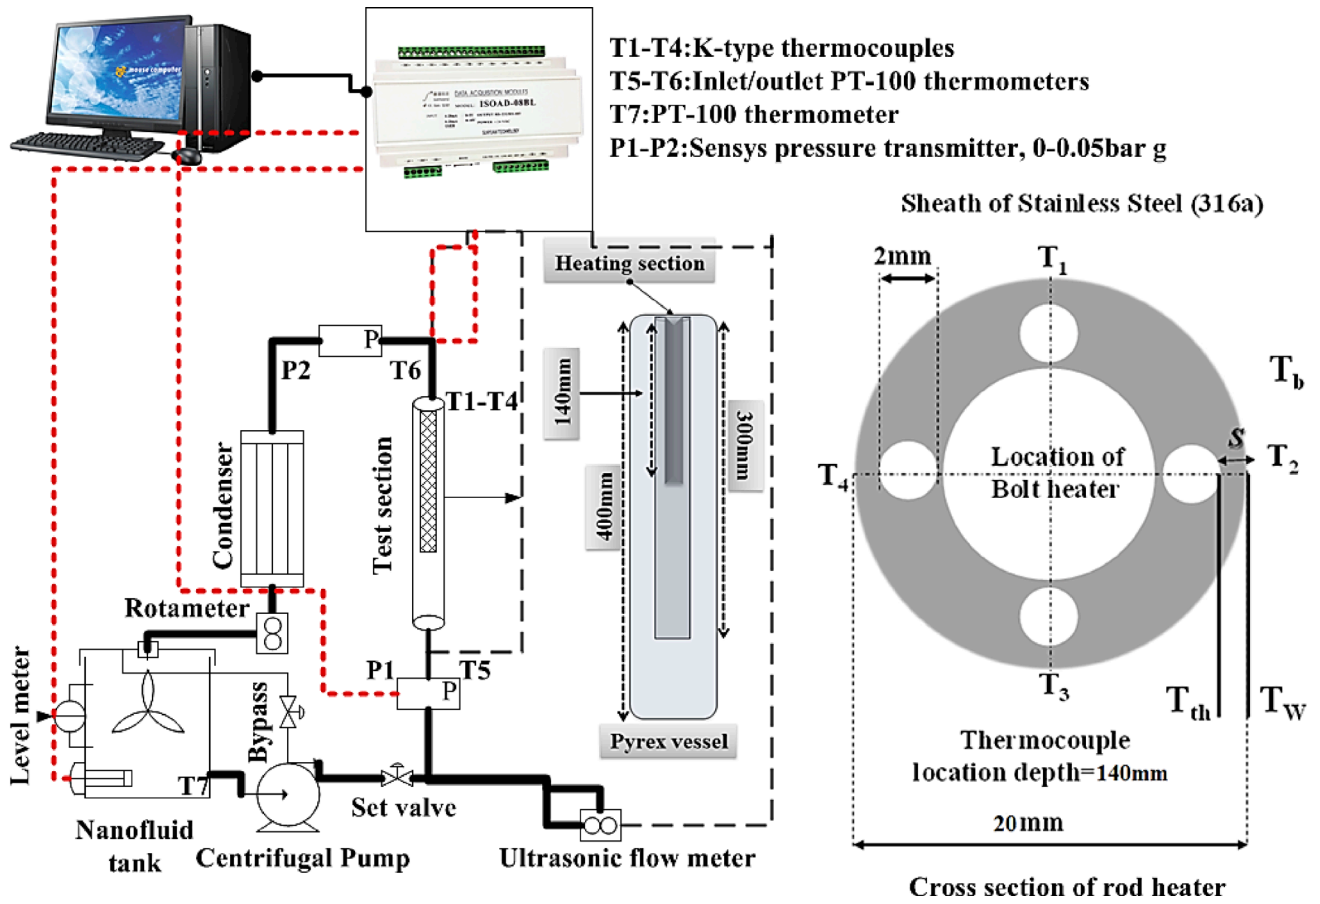 mouse computer
DATA ACQUISITION MODULES
MODEL: ISOAD-08BL
T1-T4:K-type thermocouples
T5-T6:Inlet/outlet PT-100 thermometers
T7:PT-100 thermometer
P1-P2:Sensys pressure transmitter, 0-0.05bar g
Sheath of Stainless Steel (316a)
Heating section
2mm
T1
P
P2
T6
T1-T4
140mm
300mm
400mm
Tb
S
T2
T4
Location of
Bolt heater
Condenser
Test section
Rotameter
P1
T5
P
T3
Tth
TW
Level meter
Bypass
Pyrex vessel
Thermocouple
location depth=140mm
T7
Set valve
Nanofluid
tank
Centrifugal Pump
Ultrasonic flow meter
20mm
Cross section of rod heater